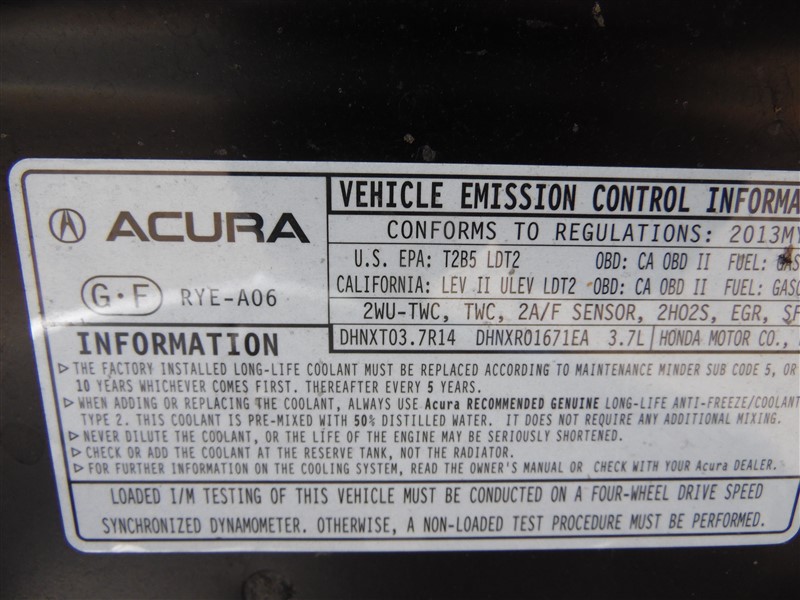 VEHICLE EMISSION CONTROL INFORMA
ACURA
CONFORMS TO REGULATIONS: 2013MY
U.S. EPA: T2B5 LDT2 OBD: CA OBD II FUEL: GAS
CALIFORNIA: LEV II ULEV LDT2 OBD: CA OBD II FUEL: GASO
G·F RYE-A06
2WU-TWC, TWC, 2A/F SENSOR, 2HO2S, EGR, SF
DHNXT03.7R14 DHNXR01671EA 3.7L HONDA MOTOR CO.,
INFORMATION
▷THE FACTORY INSTALLED LONG-LIFE COOLANT MUST BE REPLACED ACCORDING TO MAINTENANCE MINDER SUB CODE 5, OR
10 YEARS WHICHEVER COMES FIRST. THEREAFTER EVERY 5 YEARS.
▷WHEN ADDING OR REPLACING THE COOLANT, ALWAYS USE Acura RECOMMENDED GENUINE LONG-LIFE ANTI-FREEZE/COOLANT
TYPE 2. THIS COOLANT IS PRE-MIXED WITH 50% DISTILLED WATER. IT DOES NOT REQUIRE ANY ADDITIONAL MIXING.
▷NEVER DILUTE THE COOLANT, OR THE LIFE OF THE ENGINE MAY BE SERIOUSLY SHORTENED.
▷CHECK OR ADD THE COOLANT AT THE RESERVE TANK, NOT THE RADIATOR.
▷FOR FURTHER INFORMATION ON THE COOLING SYSTEM, READ THE OWNER'S MANUAL OR CHECK WITH YOUR Acura DEALER.
LOADED I/M TESTING OF THIS VEHICLE MUST BE CONDUCTED ON A FOUR-WHEEL DRIVE SPEED
SYNCHRONIZED DYNAMOMETER. OTHERWISE, A NON-LOADED TEST PROCEDURE MUST BE PERFORMED.